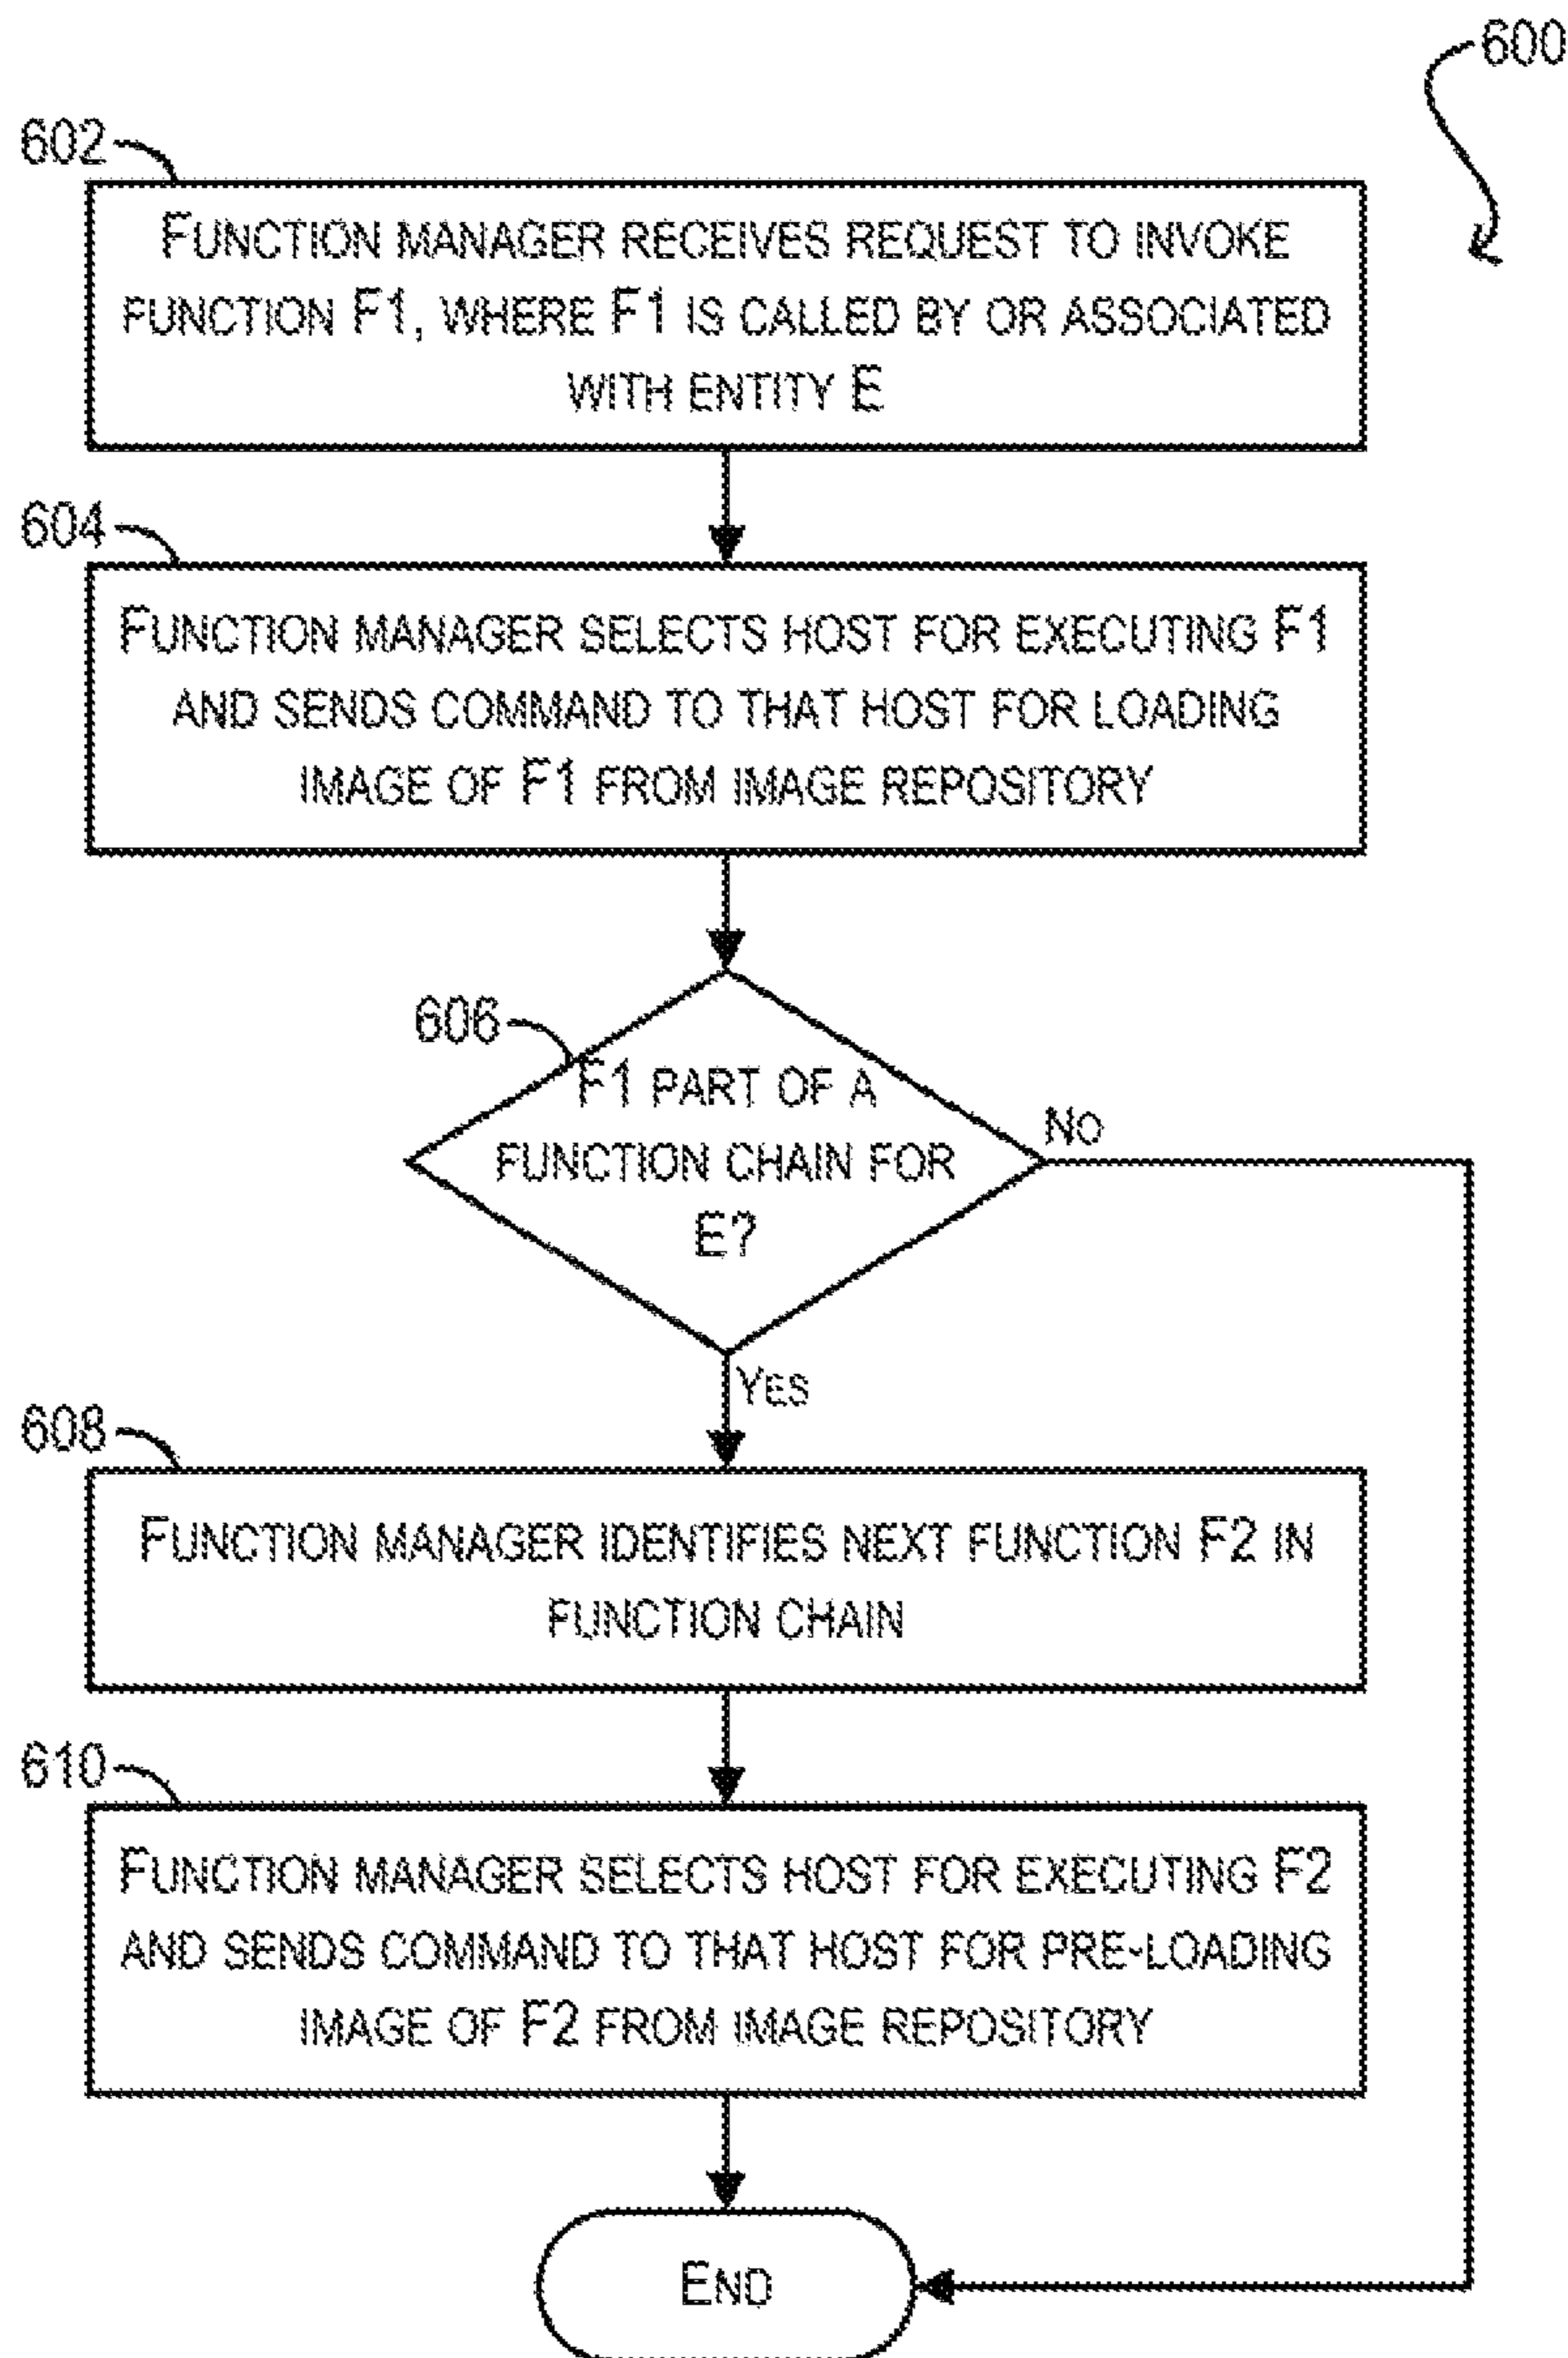 600
602
FUNCTION MANAGER RECEIVES REQUEST TO INVOKE
FUNCTION F1, WHERE F1 IS CALLED BY OR ASSOCIATED
WITH ENTITY E
604
FUNCTION MANAGER SELECTS HOST FOR EXECUTING F1
AND SENDS COMMAND TO THAT HOST FOR LOADING
IMAGE OF F1 FROM IMAGE REPOSITORY
606
F1 PART OF A
FUNCTION CHAIN FOR
E?
NO
YES
608
FUNCTION MANAGER IDENTIFIES NEXT FUNCTION F2 IN
FUNCTION CHAIN
610
FUNCTION MANAGER SELECTS HOST FOR EXECUTING F2
AND SENDS COMMAND TO THAT HOST FOR PRE-LOADING
IMAGE OF F2 FROM IMAGE REPOSITORY
END